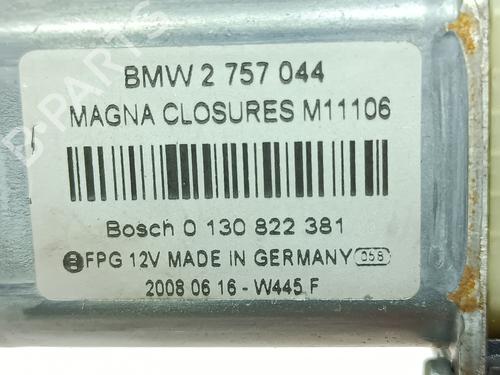 BMW 2 757 044
MAGNA CLOSURES M11106
Bosch 0 130 822 381
FPG 12V MADE IN GERMANY 058
2008 06 16 - W445 F